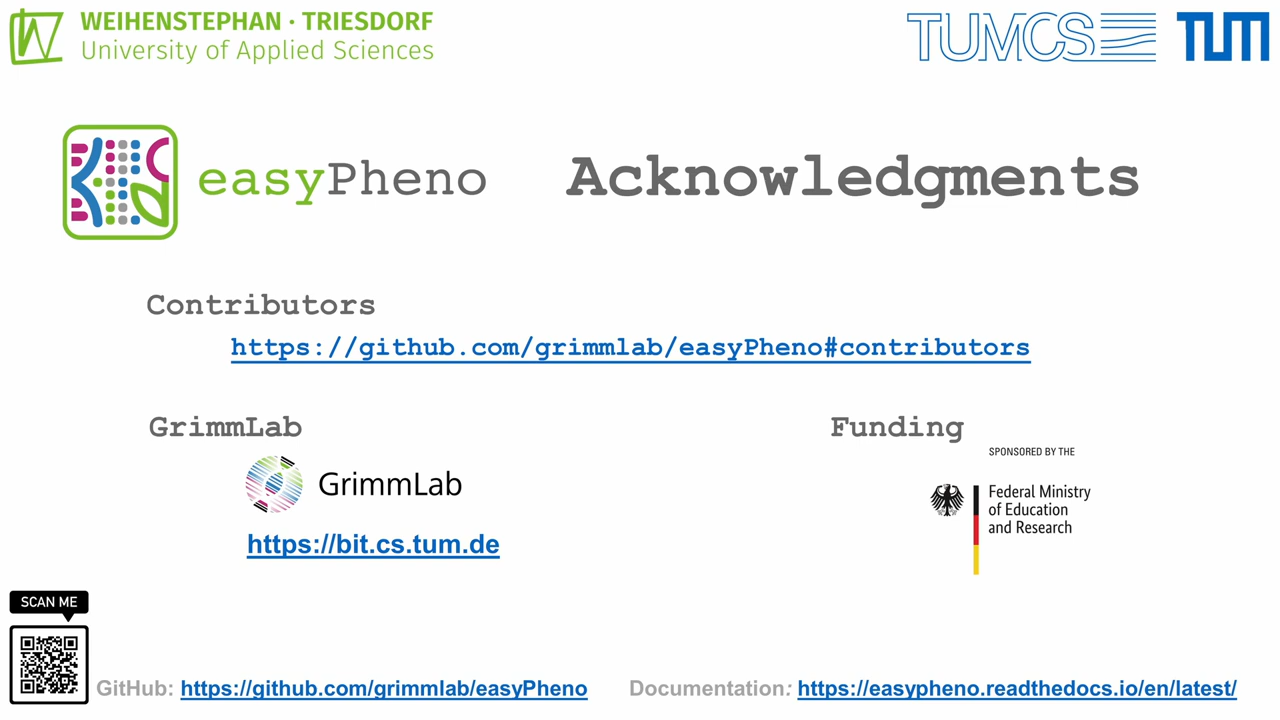 WEIHENSTEPHAN · TRIESDORF
University of Applied Sciences
TUMCS TUM
easyPheno Acknowledgments
Contributors
https://github.com/grimmlab/easyPheno#contributors
GrimmLab
GrimmLab
https://bit.cs.tum.de
Funding
SPONSORED BY THE
Federal Ministry
of Education
and Research
SCAN ME
GitHub: https://github.com/grimmlab/easyPheno
Documentation: https://easypheno.readthedocs.io/en/latest/